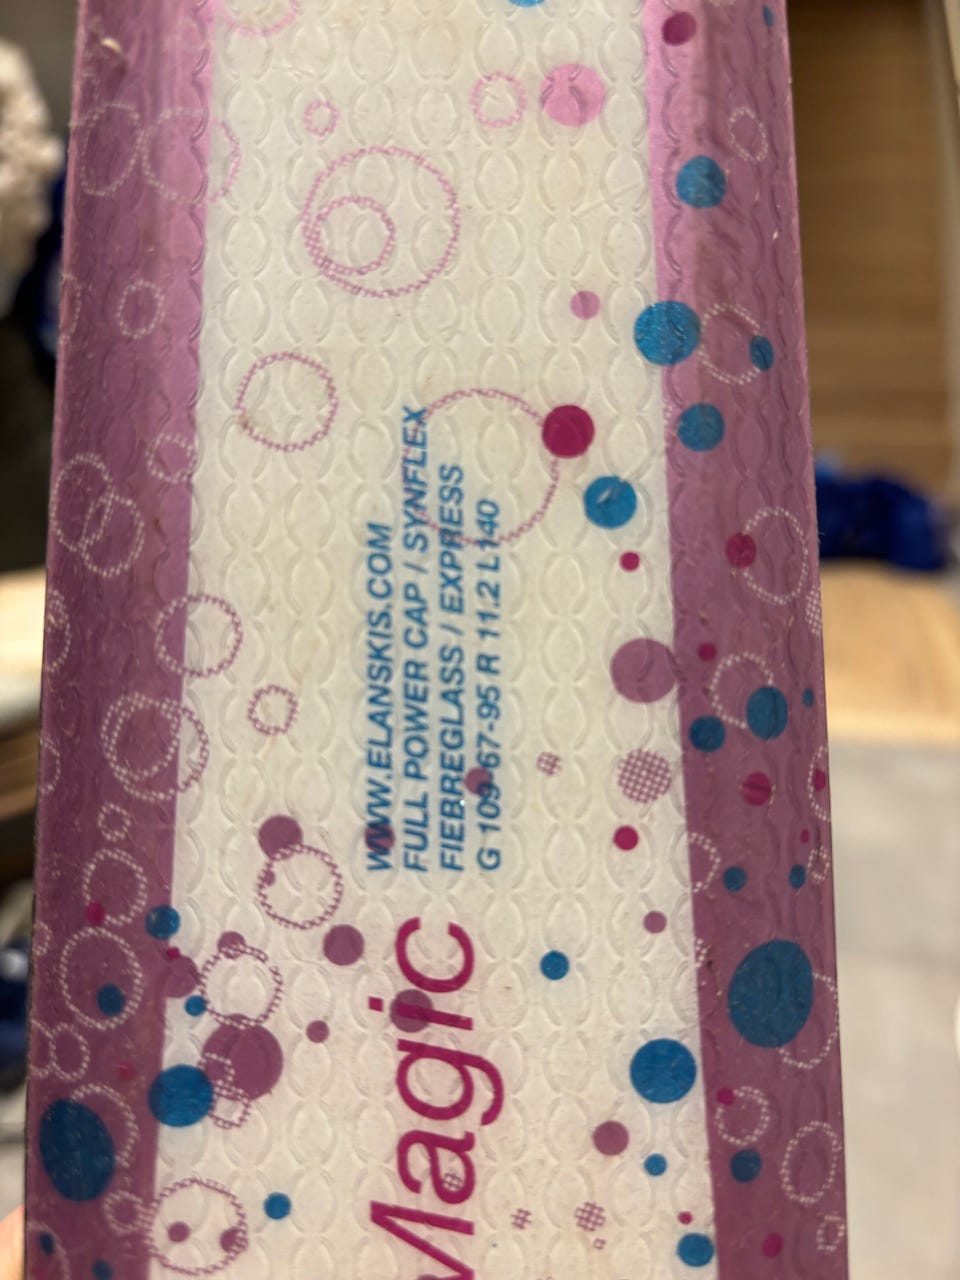 WWW.ELANSKIS.COM
FULL POWER CAP / SYNFLEX
FIEBREGLASS / EXPRESS
G 109-67-95 R 11.2 L140
Magic